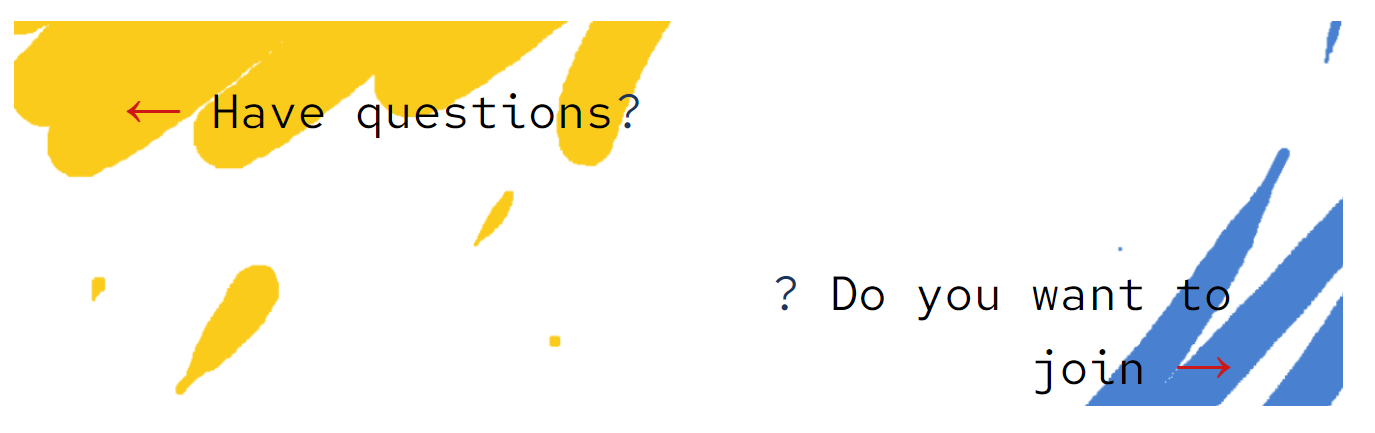 ← Have questions?
? Do you want to
join →